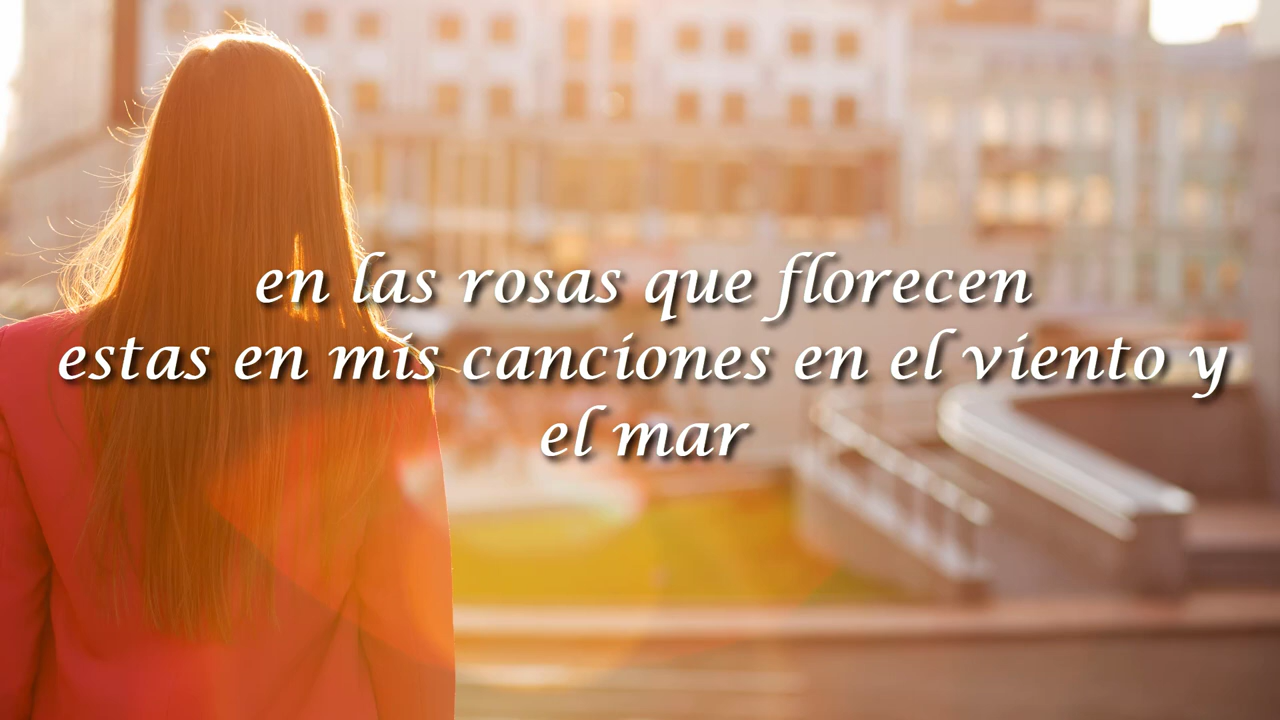 en las rosas que florecen
estas en mis canciones en el viento y
el mar